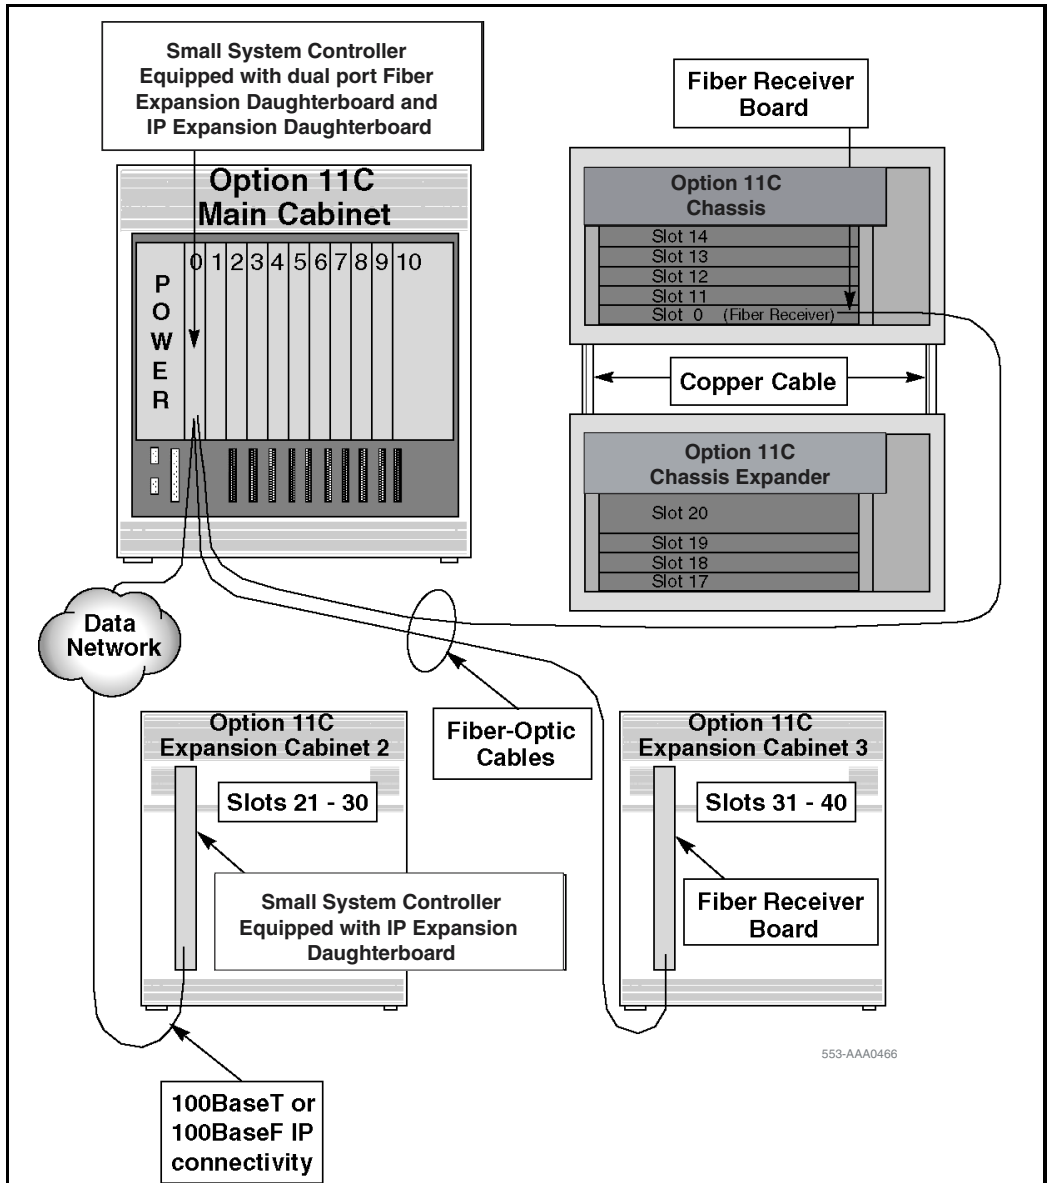 Small System Controller
Equipped with dual port Fiber
Expansion Daughterboard and
IP Expansion Daughterboard
Fiber Receiver
Board
Option 11C
Main Cabinet
0 1 2 3 4 5 6 7 8 9 10
POWER
Option 11C
Chassis
Slot 14
Slot 13
Slot 12
Slot 11
Slot 0 (Fiber Receiver)
Copper Cable
Option 11C
Chassis Expander
Slot 20
Slot 19
Slot 18
Slot 17
Data
Network
Fiber-Optic
Cables
Option 11C
Expansion Cabinet 2
Slots 21 - 30
Small System Controller
Equipped with IP Expansion
Daughterboard
Option 11C
Expansion Cabinet 3
Slots 31 - 40
Fiber Receiver
Board
553-AAA0466
100BaseT or
100BaseF IP
connectivity